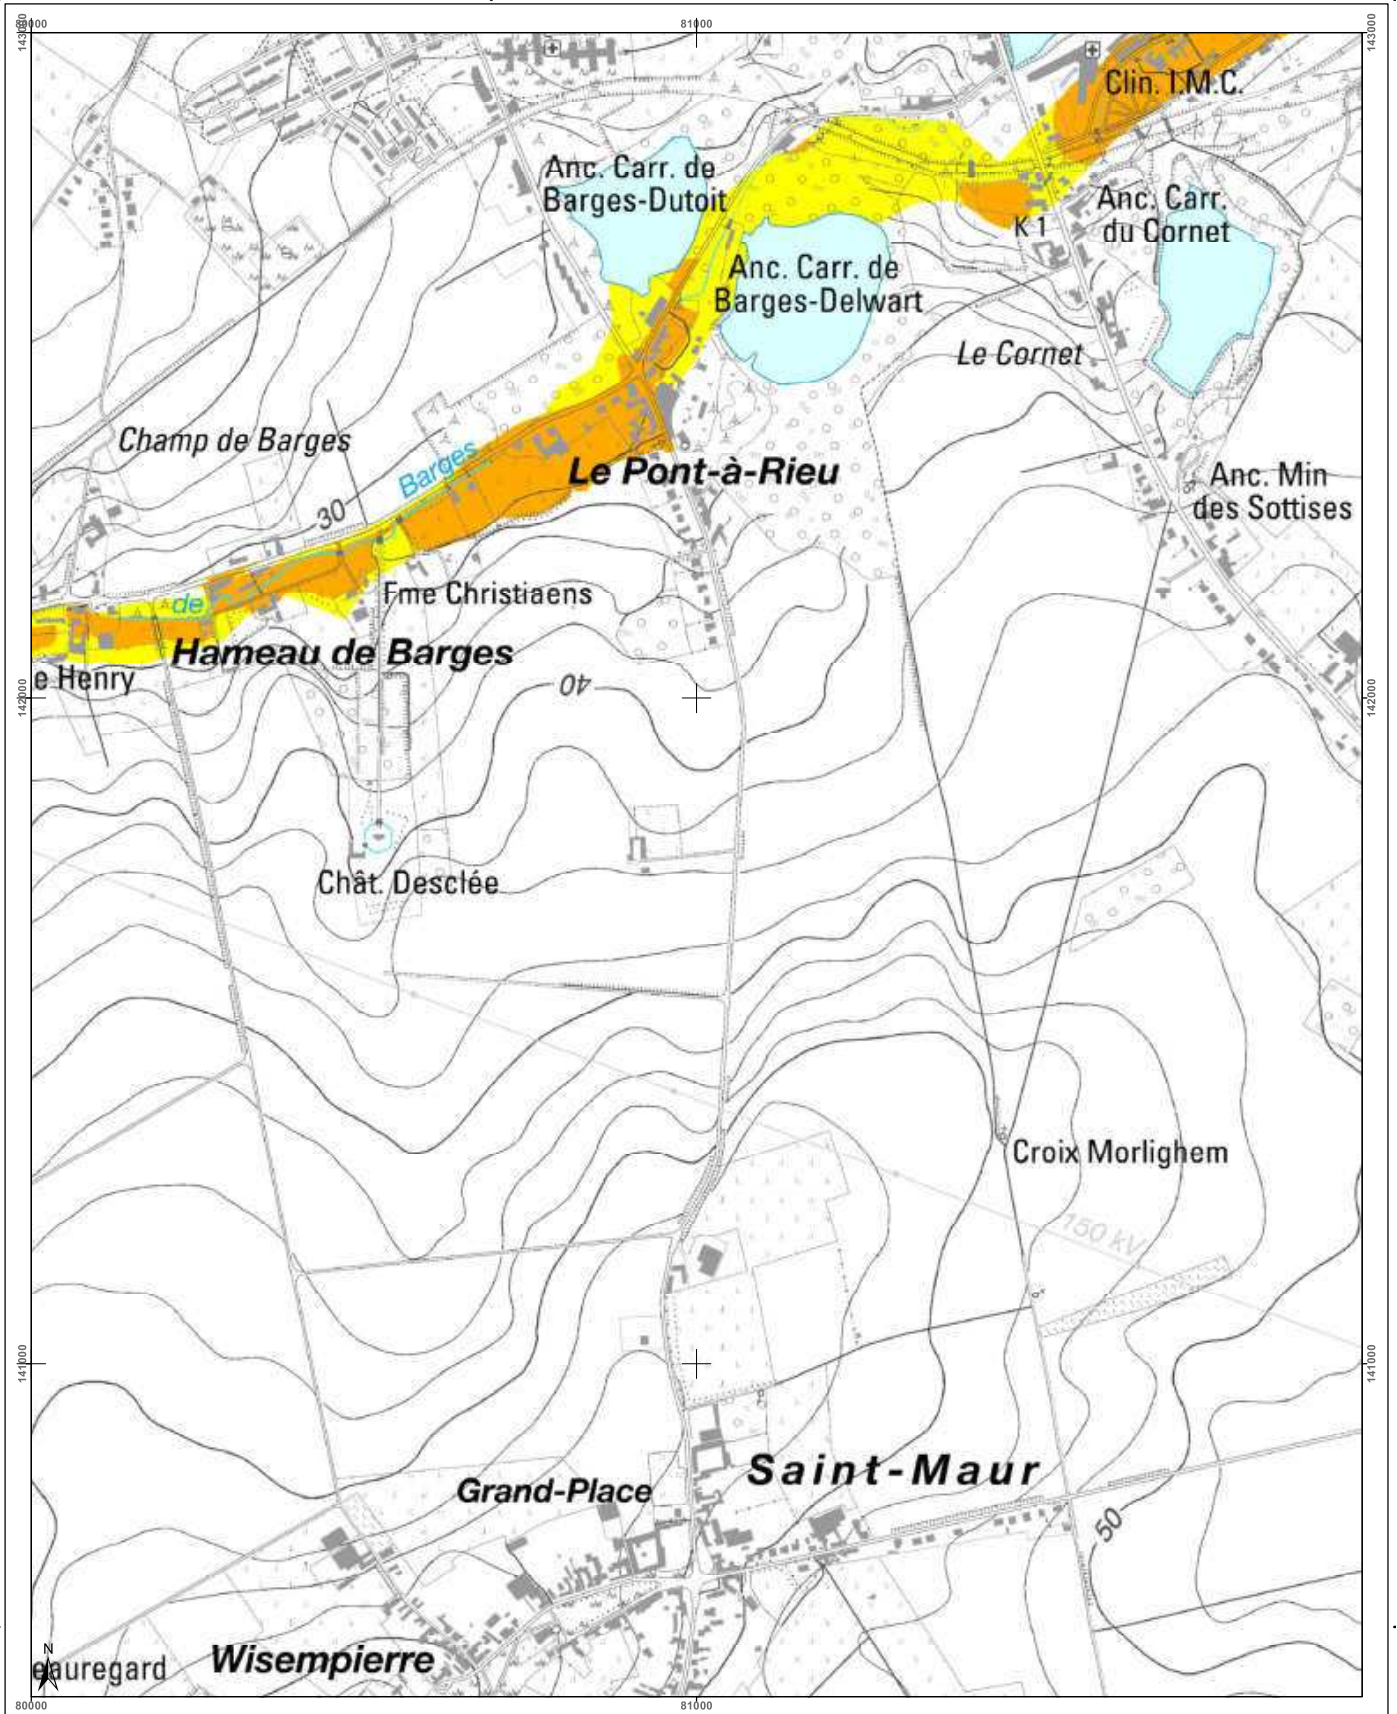 80000
81000
143000
143000
Clin. I.M.C.
Anc. Carr. de
Barges-Dutoit
Anc. Carr.
du Cornet
K 1
Anc. Carr. de
Barges-Delwart
Le Cornet
Champ de Barges
Barges
Le Pont-à-Rieu
Anc. Min
des Sottises
30
Fme Christiaens
de
Hameau de Barges
e Henry
40
142000
142000
Chât. Desclée
Croix Morlighem
150 kV
141000
141000
Saint-Maur
Grand-Place
50
N
Wisempierre
eauregard
80000
81000